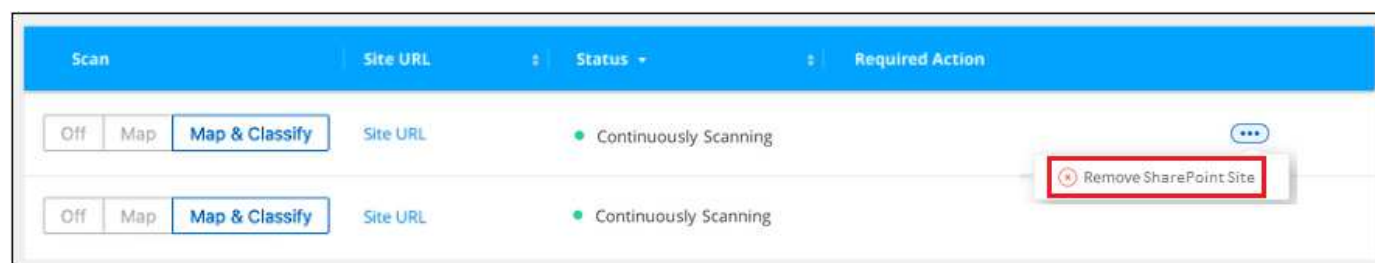 Scan Site URL Status Required Action
Off Map Map & Classify Site URL Continuously Scanning
Remove SharePoint Site
Off Map Map & Classify Site URL Continuously Scanning